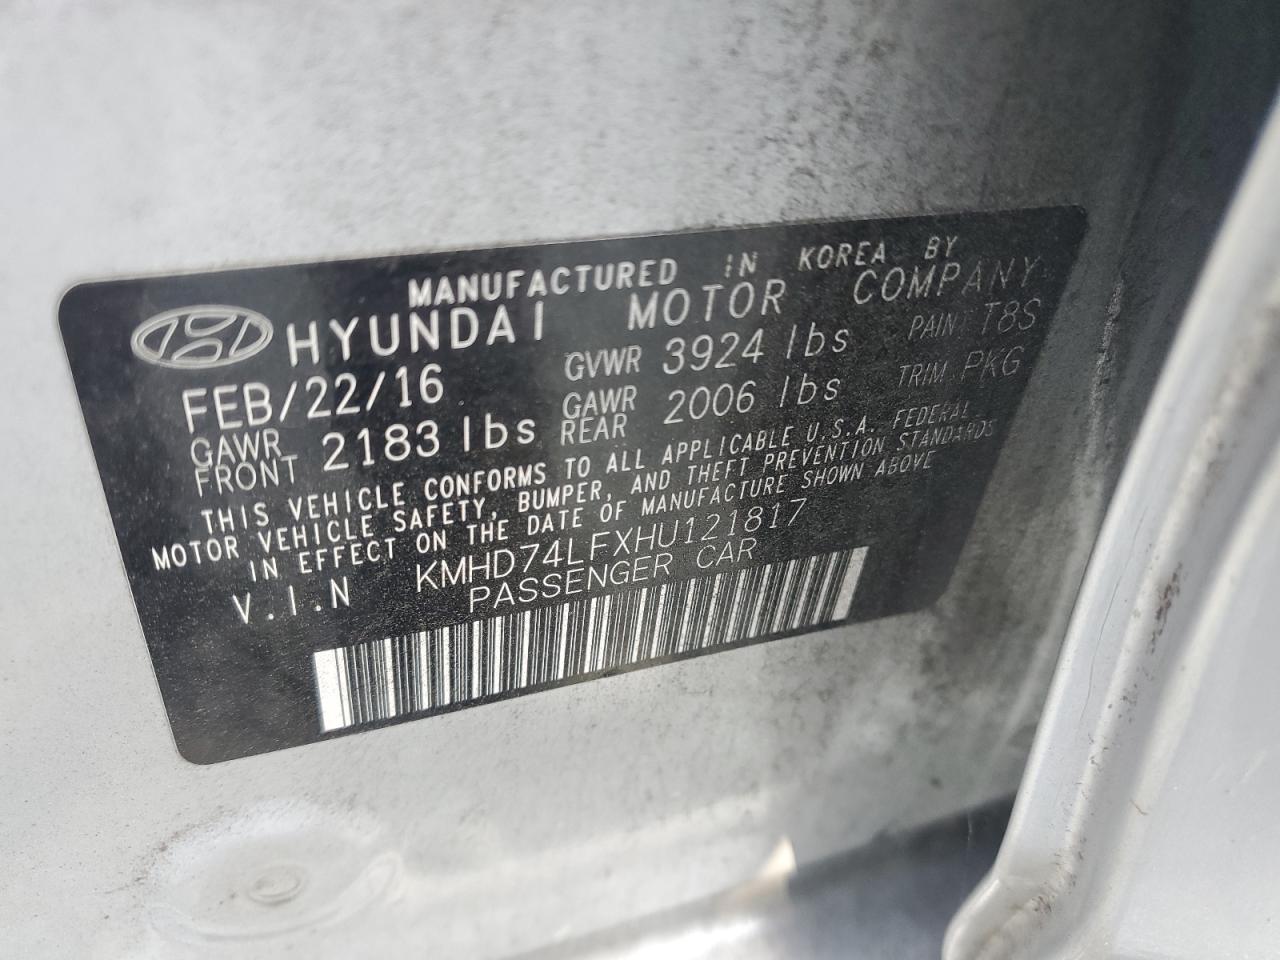 MANUFACTURED IN KOREA BY
HYUNDAI MOTOR COMPANY
FEB/22/16 GVWR 3924 lbs PAINT T8S
GAWR FRONT 2183 lbs GAWR REAR 2006 lbs TRIM PKG
THIS VEHICLE CONFORMS TO ALL APPLICABLE U.S.A. FEDERAL
MOTOR VEHICLE SAFETY, BUMPER, AND THEFT PREVENTION STANDARDS
IN EFFECT ON THE DATE OF MANUFACTURE SHOWN ABOVE
V.I.N KMHD74LFXHU121817
PASSENGER CAR